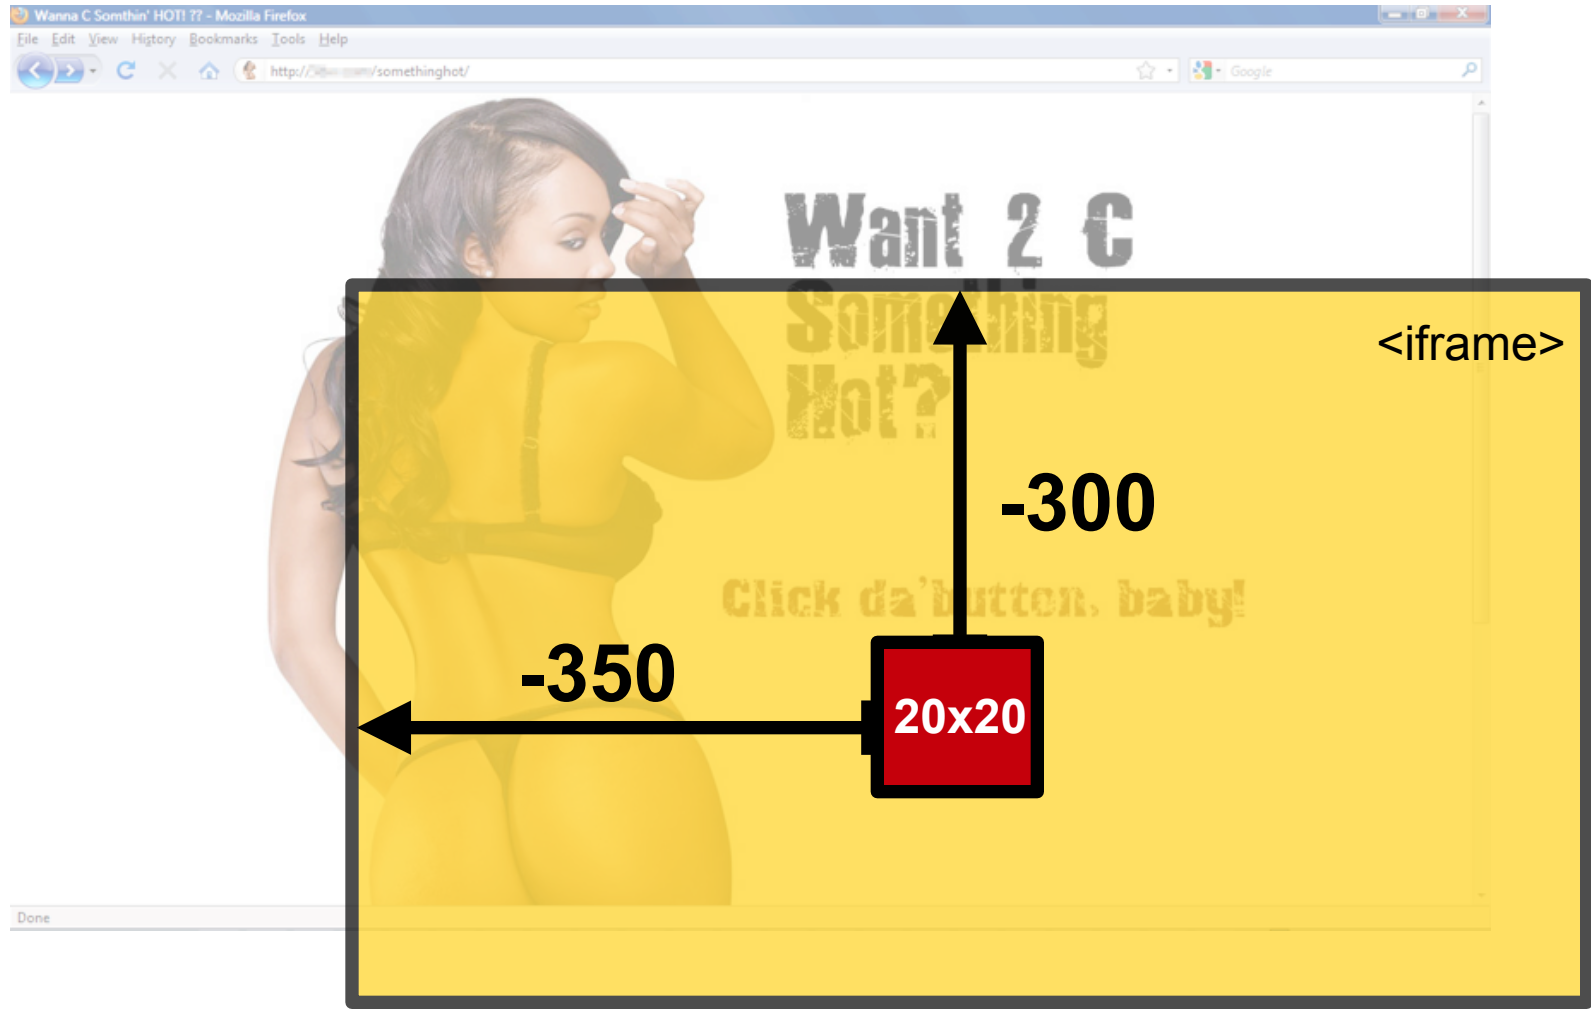 Wanna C Somthin' HOT! ?? - Mozilla Firefox
File Edit View History Bookmarks Tools Help
http:// /somethinghot/
Google
Want 2 C
Something
Hot?
<iframe>
-300
Click da'button, baby!
-350
20x20
Done